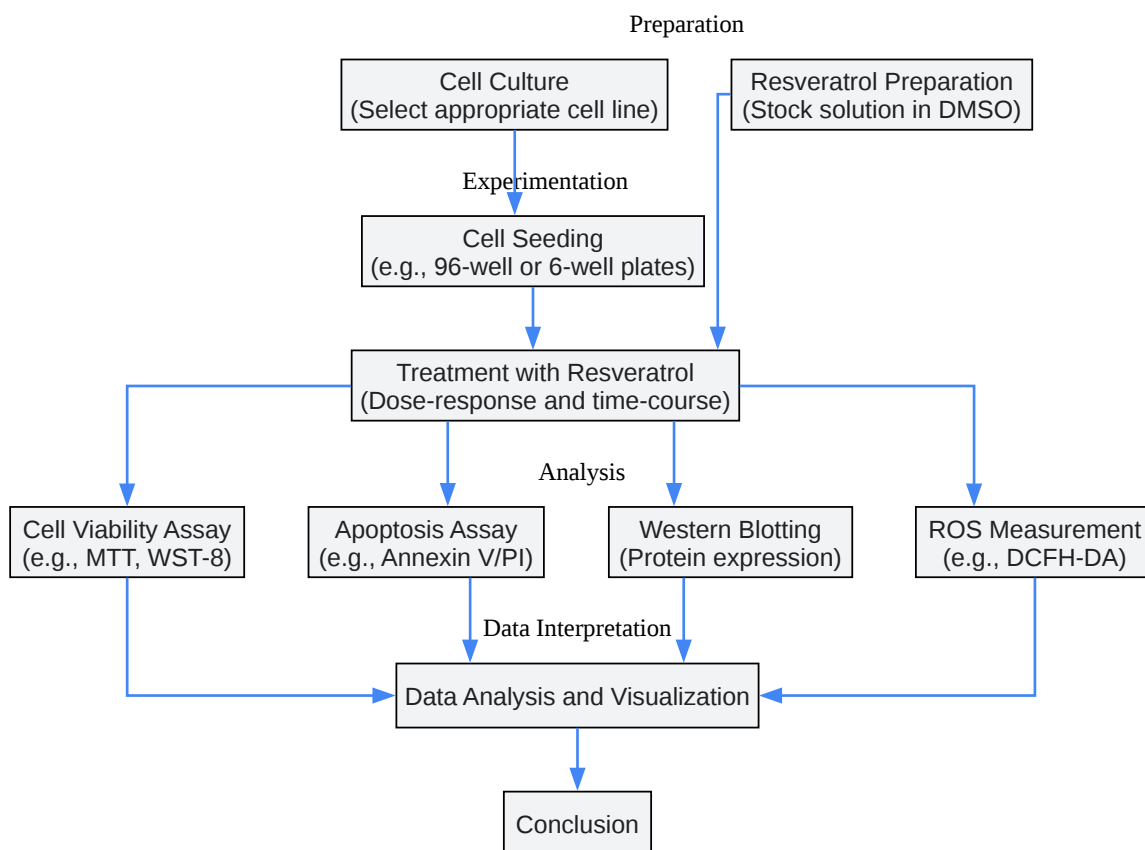 Preparation
Cell Culture
(Select appropriate cell line)
Resveratrol Preparation
(Stock solution in DMSO)
Experimentation
Cell Seeding
(e.g., 96-well or 6-well plates)
Treatment with Resveratrol
(Dose-response and time-course)
Analysis
Cell Viability Assay
(e.g., MTT, WST-8)
Apoptosis Assay
(e.g., Annexin V/PI)
Western Blotting
(Protein expression)
ROS Measurement
(e.g., DCFH-DA)
Data Interpretation
Data Analysis and Visualization
Conclusion